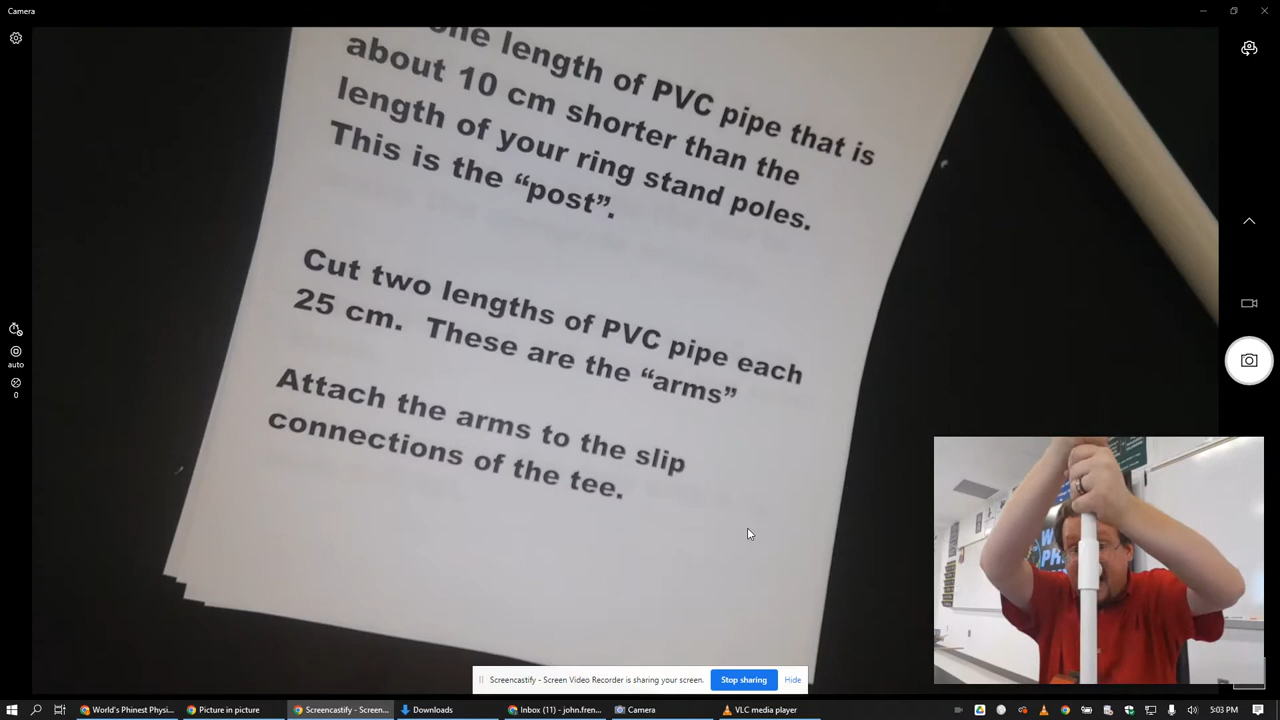 Camera
one length of PVC pipe that is
about 10 cm shorter than the
length of your ring stand poles.
This is the “post”.
Cut two lengths of PVC pipe each
25 cm. These are the “arms”
Attach the arms to the slip
connections of the tee.
auto
0
Screencastify - Screen Video Recorder is sharing your screen.
Stop sharing
Hide
World's Phinest Physi...
Picture in picture
Screencastify - Screen...
Downloads
Inbox (11) - john.fren...
Camera
VLC media player
5:03 PM